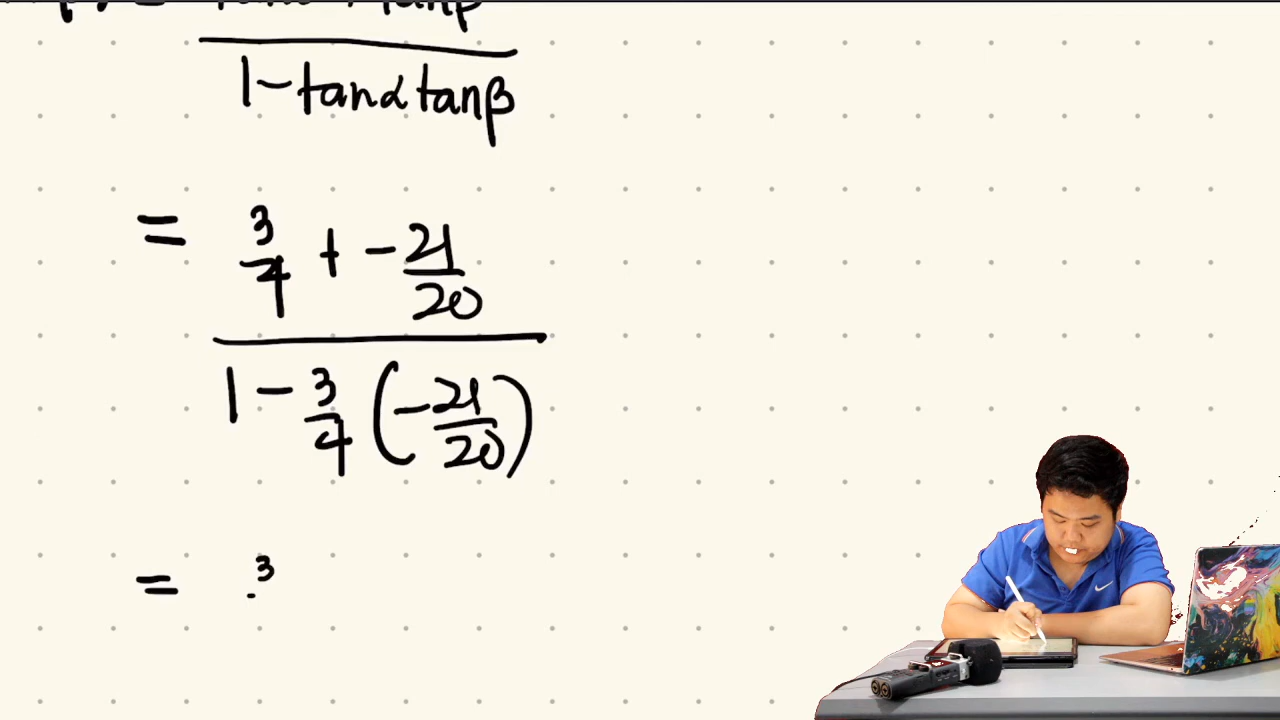 1 - tanα tanβ
= 3/4 + -21/20
1 - 3/4 (-21/20)
= 3